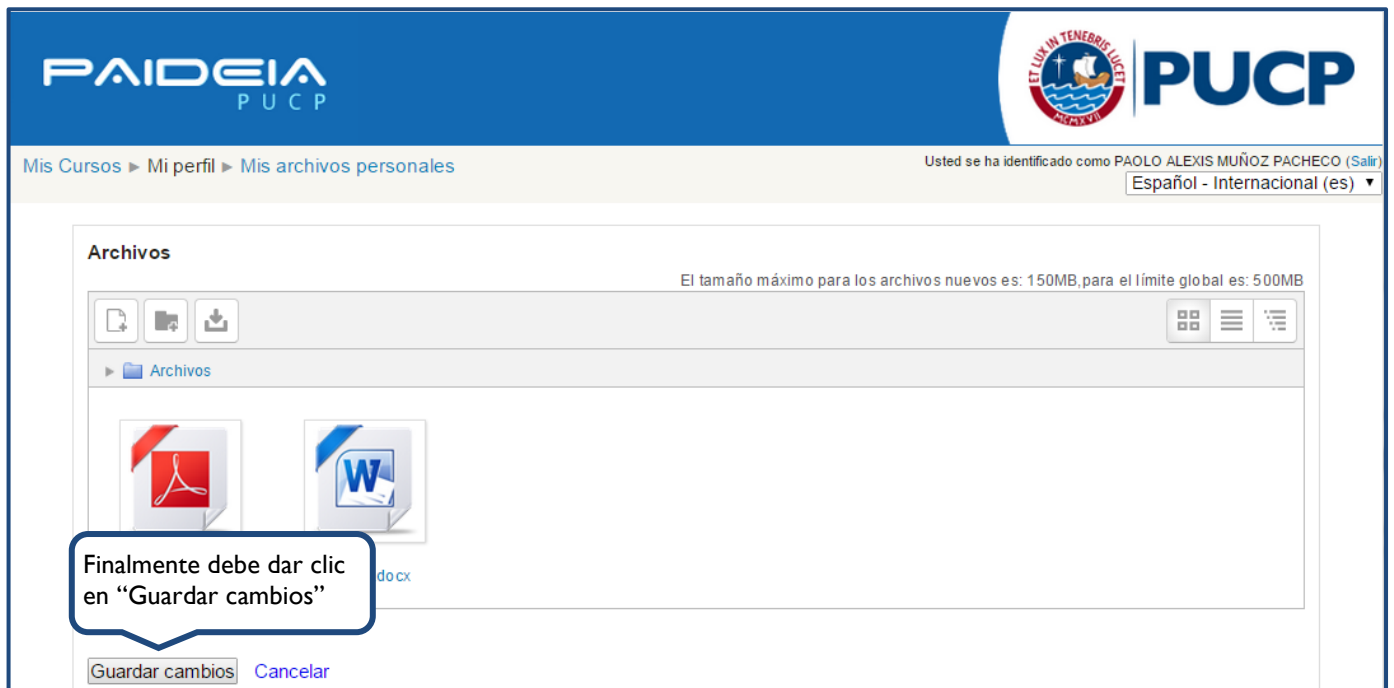 PAIDEIA
PUCP
ET LUX IN TENEBRIS LUCET
MCMXVII
PUCP
Mis Cursos ► Mi perfil ► Mis archivos personales
Usted se ha identificado como PAOLO ALEXIS MUÑOZ PACHECO (Salir)
Español - Internacional (es) ▼
Archivos
El tamaño máximo para los archivos nuevos es: 150MB,para el límite global es: 500MB
► Archivos
W
Finalmente debe dar clic
en “Guardar cambios”
docx
Guardar cambios Cancelar